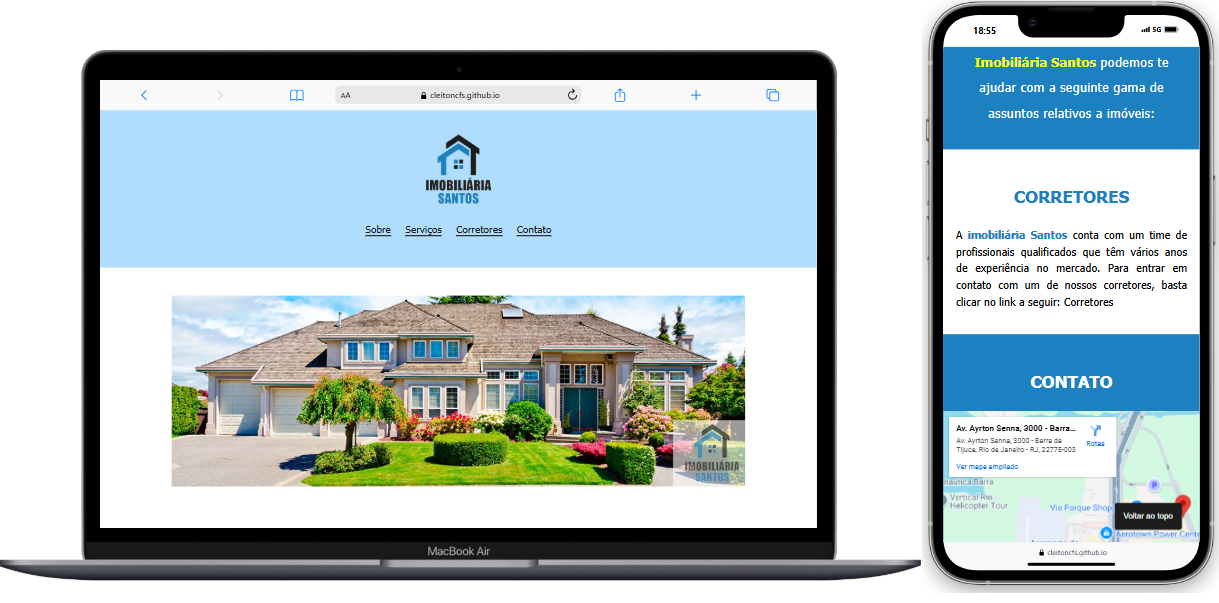 AA
cleitoncfs.github.io
IMOBILIÁRIA
SANTOS
Sobre Serviços Corretores Contato
IMOBILIÁRIA
SANTOS
MacBook Air
18:55
5G
Imobiliária Santos podemos te
ajudar com a seguinte gama de
assuntos relativos a imóveis:
CORRETORES
A imobiliária Santos conta com um time de
profissionais qualificados que têm vários anos
de experiência no mercado. Para entrar em
contato com um de nossos corretores, basta
clicar no link a seguir: Corretores
CONTATO
Av. Ayrton Senna, 3000 - Barra...
Av. Ayrton Senna, 3000 - Barra da
Tijuca, Rio de Janeiro - RJ, 22775-003
Rotas
Ver mapa ampliado
nautica Barra
Vertical Rio -
Helicopter Tour
Via Parque Shop
P
Voltar ao topo
Aerotown Power Cente
cleitoncfs.github.io